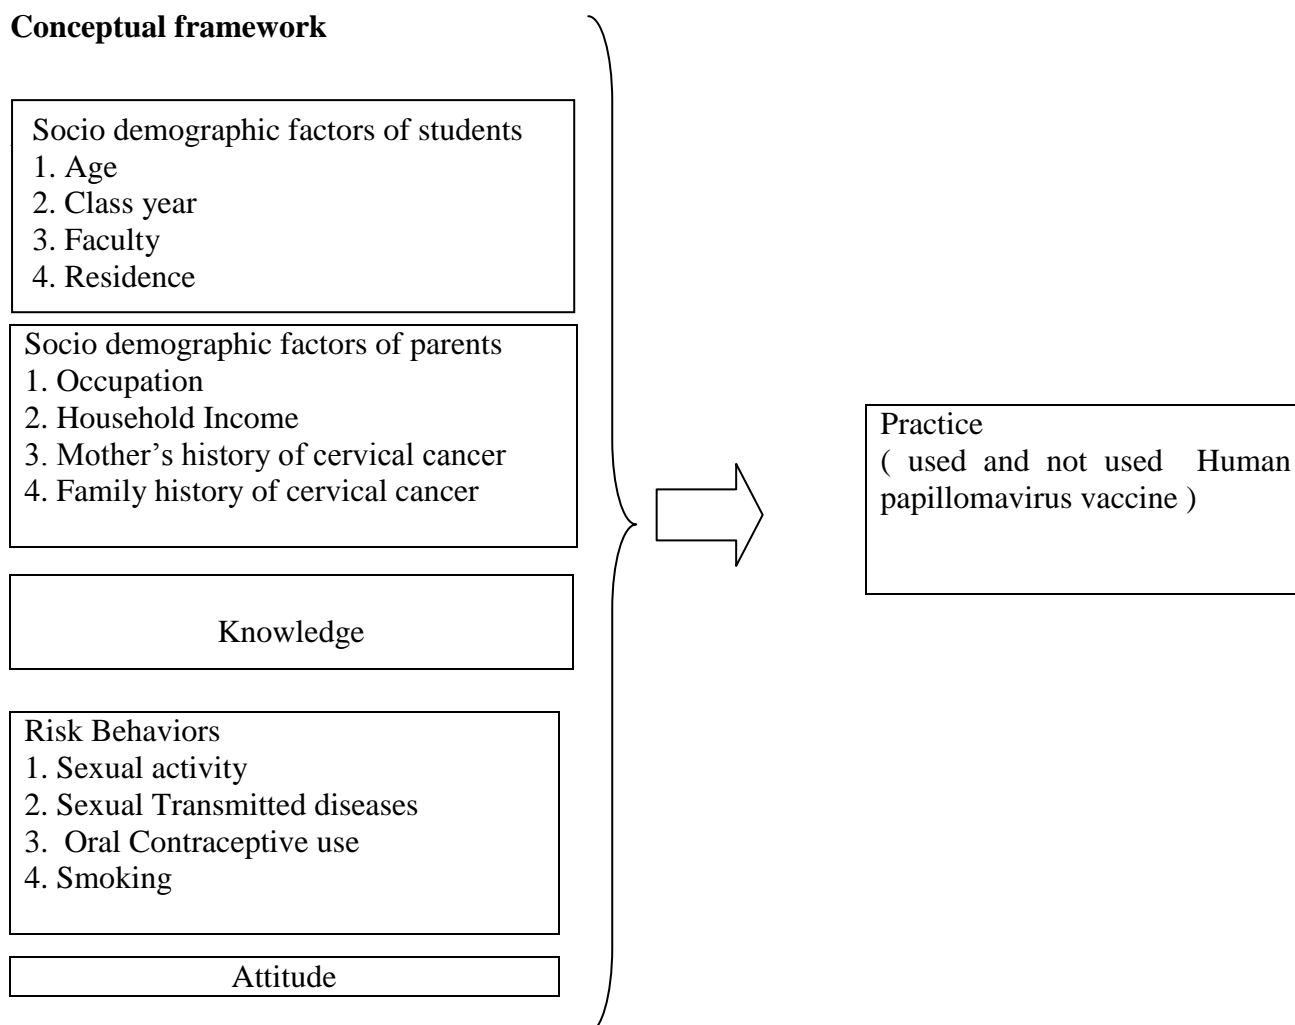 Conceptual framework
Socio demographic factors of students
1. Age
2. Class year
3. Faculty
4. Residence
Socio demographic factors of parents
1. Occupation
2. Household Income
3. Mother’s history of cervical cancer
4. Family history of cervical cancer
Knowledge
Risk Behaviors
1. Sexual activity
2. Sexual Transmitted diseases
3. Oral Contraceptive use
4. Smoking
Attitude
Practice
( used and not used Human
papillomavirus vaccine )